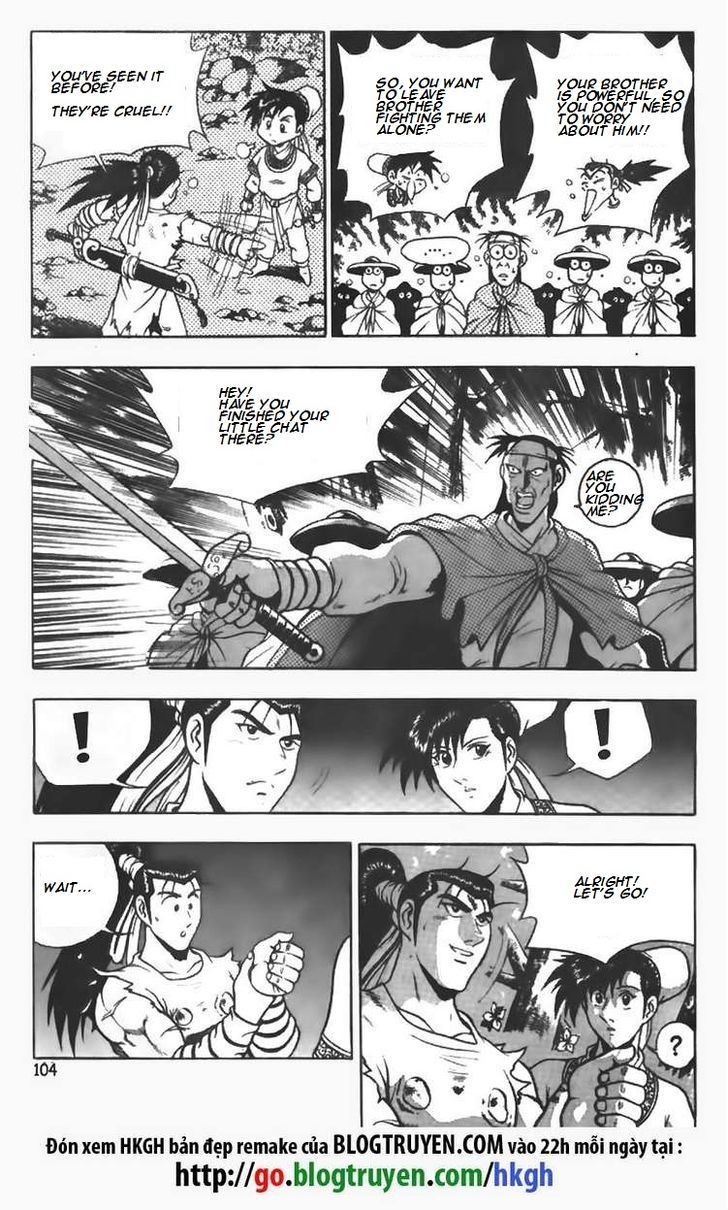 YOU'VE SEEN IT
BEFORE!
THEY'RE CRUEL!!
SO, YOU WANT
TO LEAVE
BROTHER
FIGHTING THEM
ALONE?
YOUR BROTHER
IS POWERFUL, SO
YOU DON'T NEED
TO WORRY
ABOUT HIM!!
....
HEY!
HAVE YOU
FINISHED YOUR
LITTLE CHAT
THERE?
ARE
YOU
KIDDING
ME?
!
!
WAIT...
ALRIGHT!
LET'S GO!
?
104
Đón xem HKGH bản đẹp remake của BLOGTRUYEN.COM vào 22h mỗi ngày tại :
http://go.blogtruyen.com/hkgh